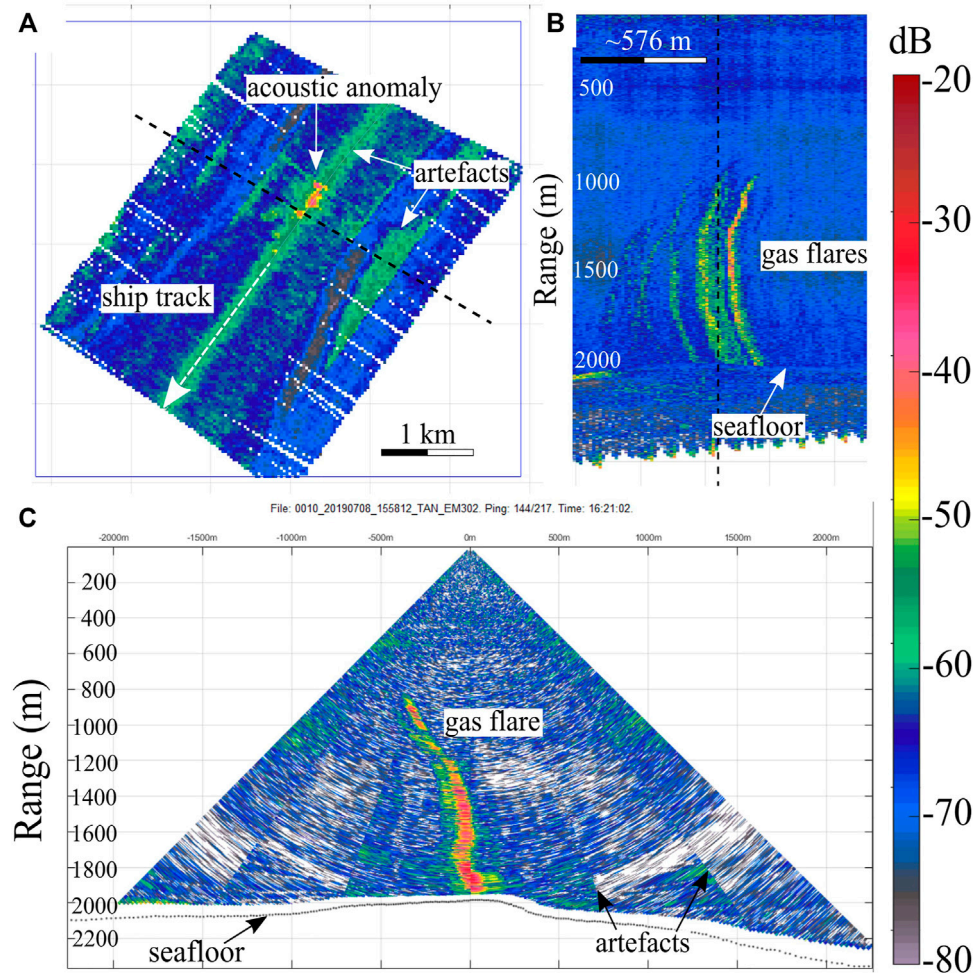 A
acoustic anomaly
artefacts
ship track
1 km
B
~576 m
500
1000
1500
2000
Range (m)
gas flares
seafloor
dB
-20
-30
-40
-50
-60
-70
-80
C
File: 0010_20190708_155812_TAN_EM302. Ping: 144/217. Time: 16:21:02.
-2000m -1500m -1000m -500m 0m 500m 1000m 1500m 2000m
200
400
600
800
1000
1200
1400
1600
1800
2000
2200
Range (m)
gas flare
seafloor
artefacts